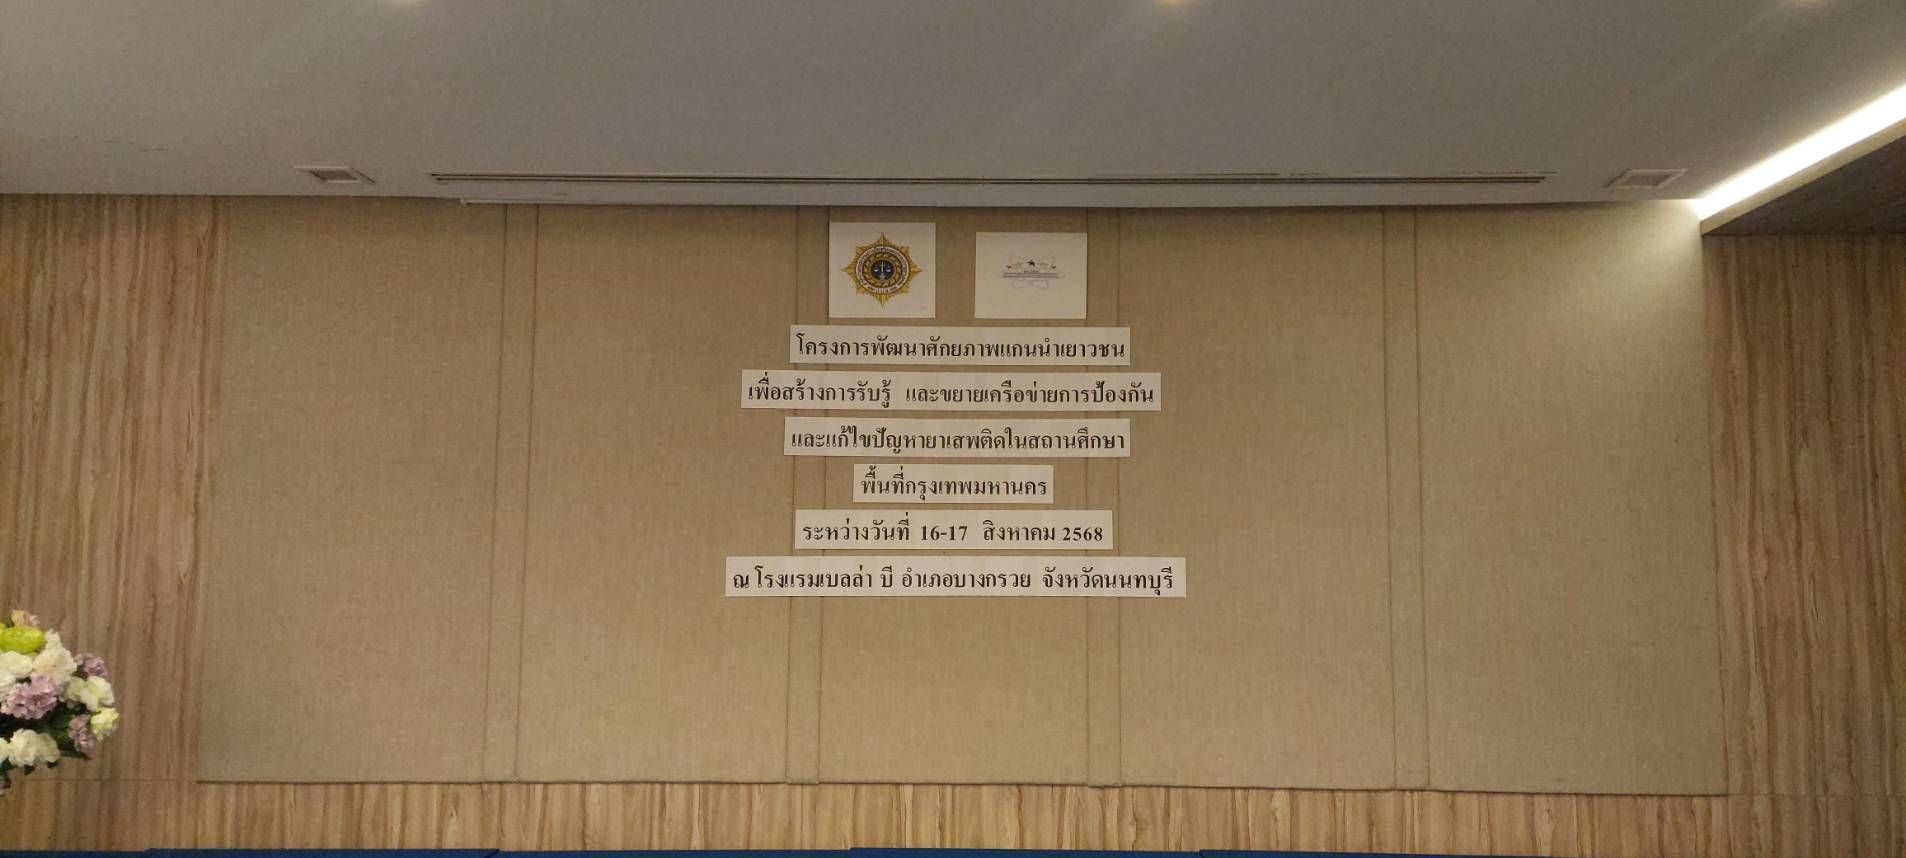 โครงการพัฒนาศักยภาพแกนนำเยาวชน
เพื่อสร้างการรับรู้ และขยายเครือข่ายการป้องกัน
และแก้ไขปัญหายาเสพติดในสถานศึกษา
พื้นที่กรุงเทพมหานคร
ระหว่างวันที่ 16-17 สิงหาคม 2568
ณ โรงแรมเบลล่า บี อำเภอบางกรวย จังหวัดนนทบุรี